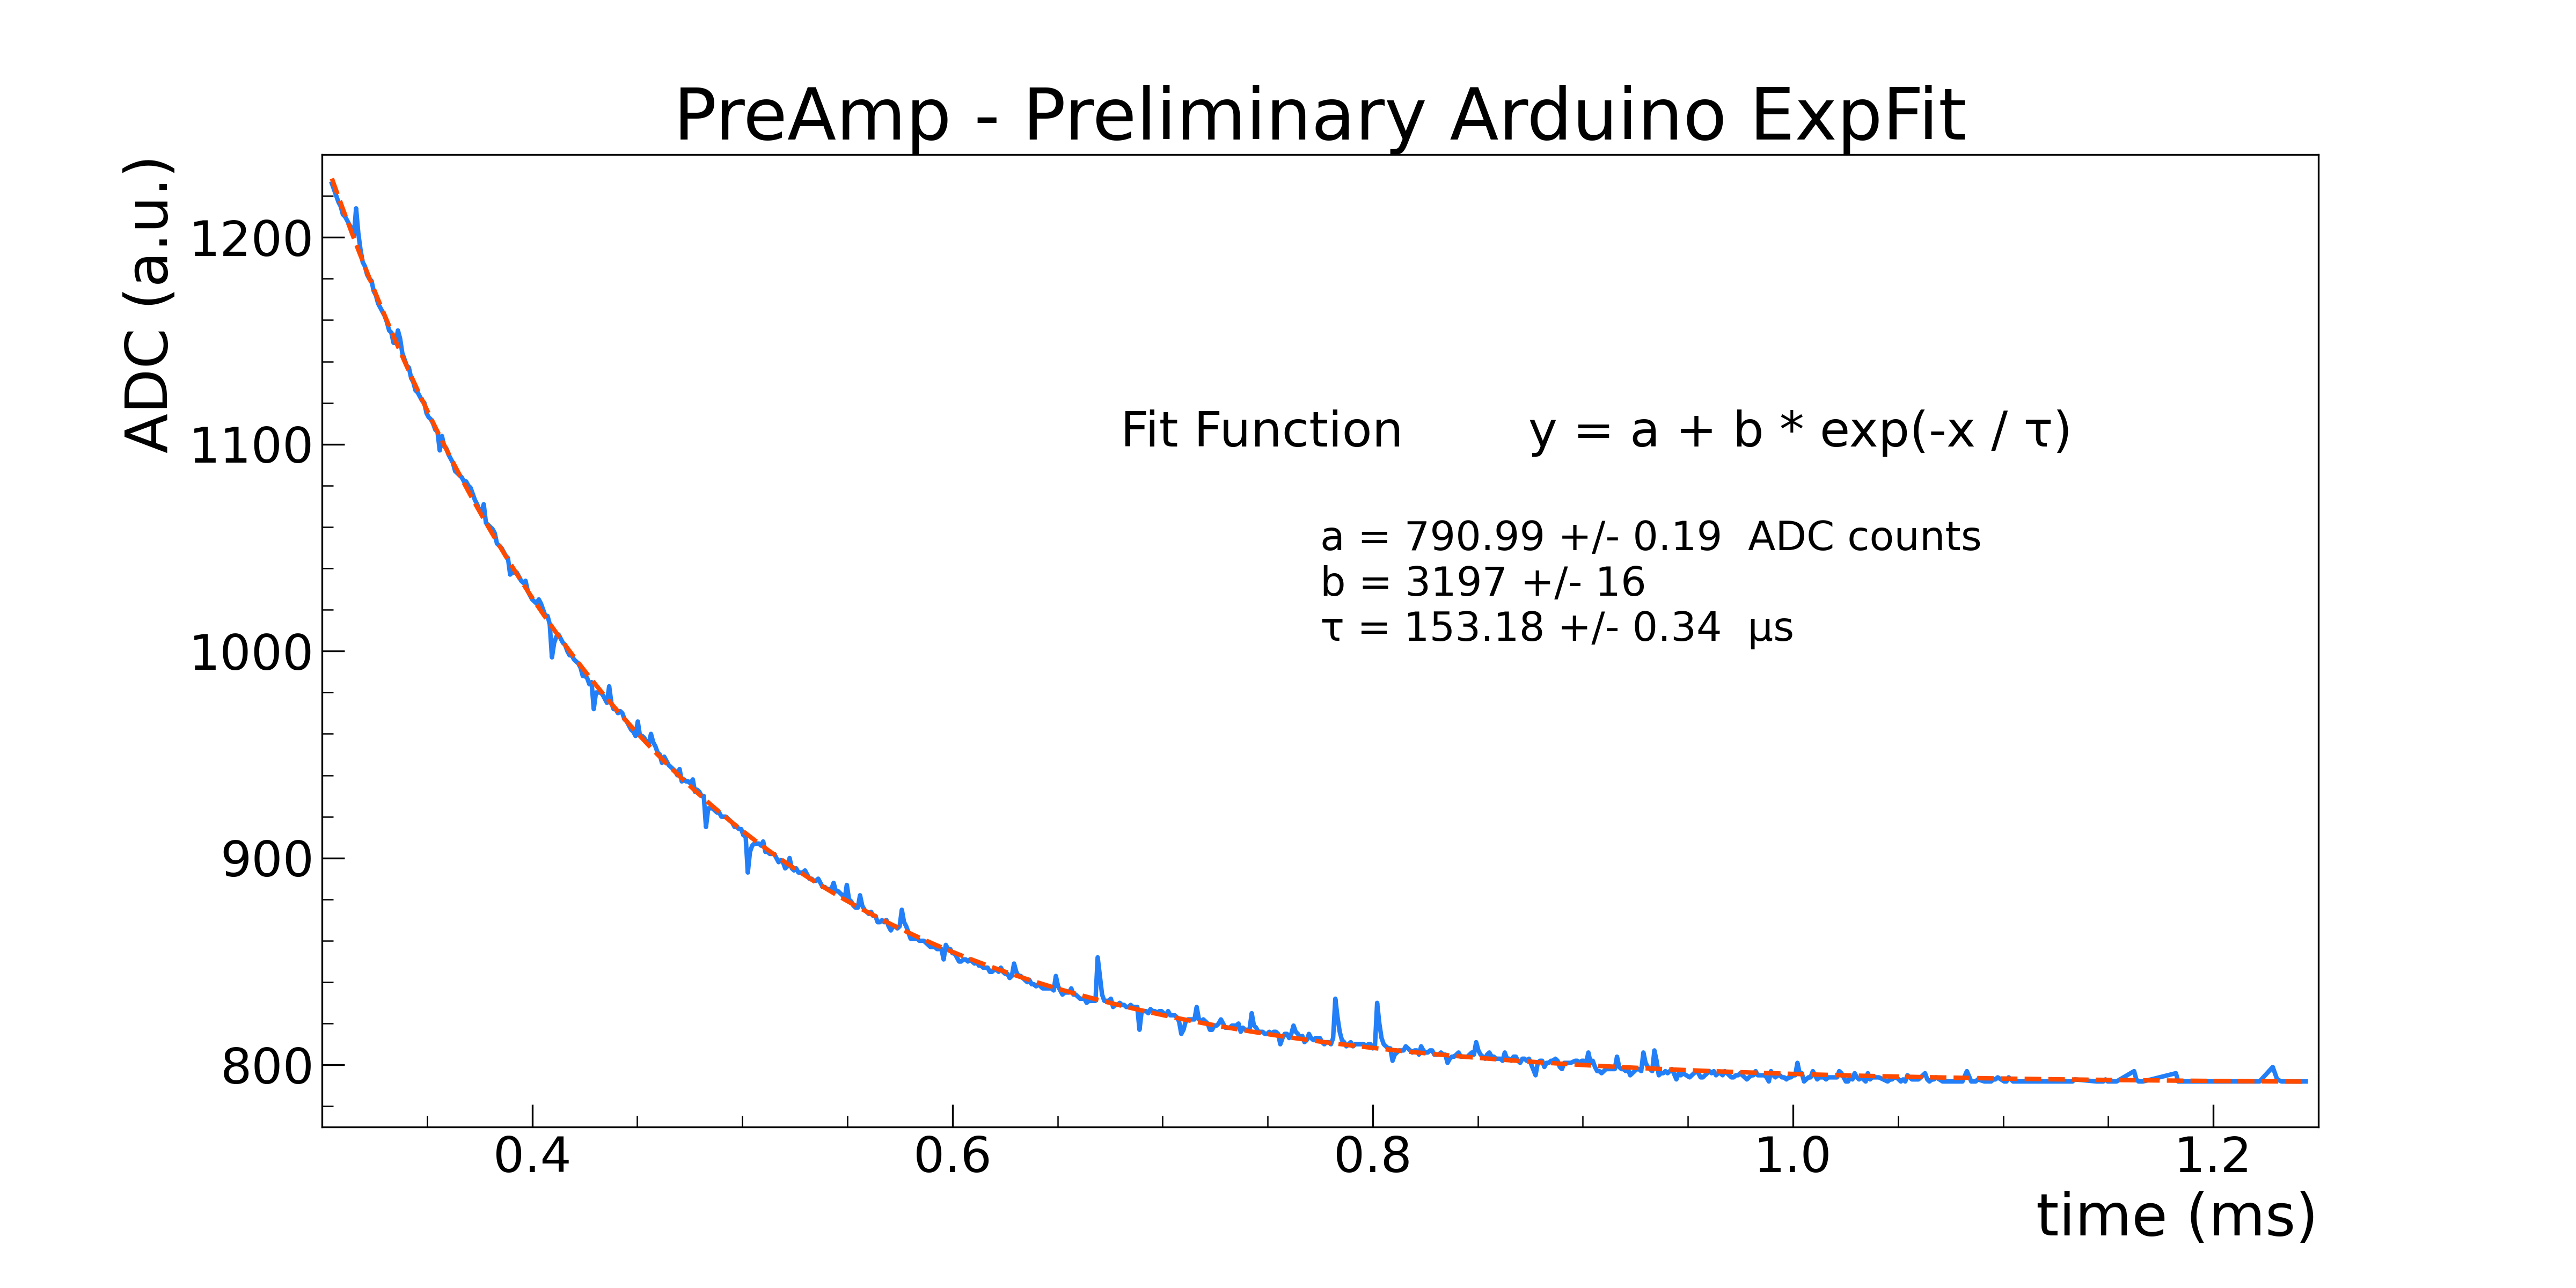 PreAmp - Preliminary Arduino ExpFit
ADC (a.u.)
1200
1100
1000
900
800
Fit Function y = a + b * exp(-x / τ)
a = 790.99 +/- 0.19 ADC counts
b = 3197 +/- 16
τ = 153.18 +/- 0.34 μs
0.4 0.6 0.8 1.0 1.2
time (ms)